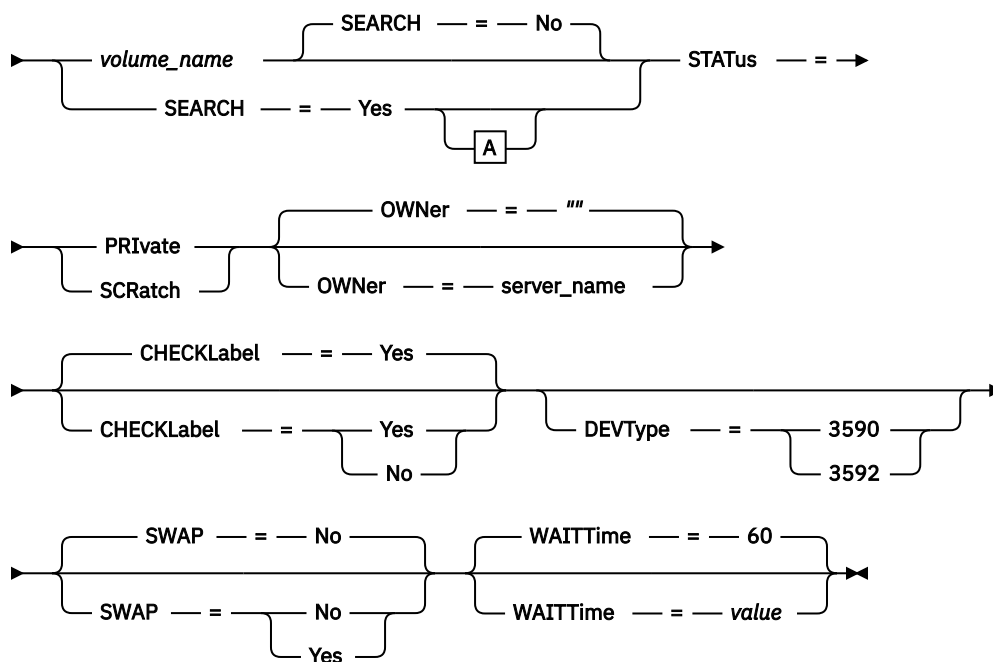 SEARCH = No
volume_name STATus =
SEARCH = Yes
A
OWNer = ""
PRIvate
SCRatch OWNer = server_name
CHECKLabel = Yes
CHECKLabel = Yes DEVType = 3590
No 3592
SWAP = No WAITTime = 60
SWAP = No WAITTime = value
Yes